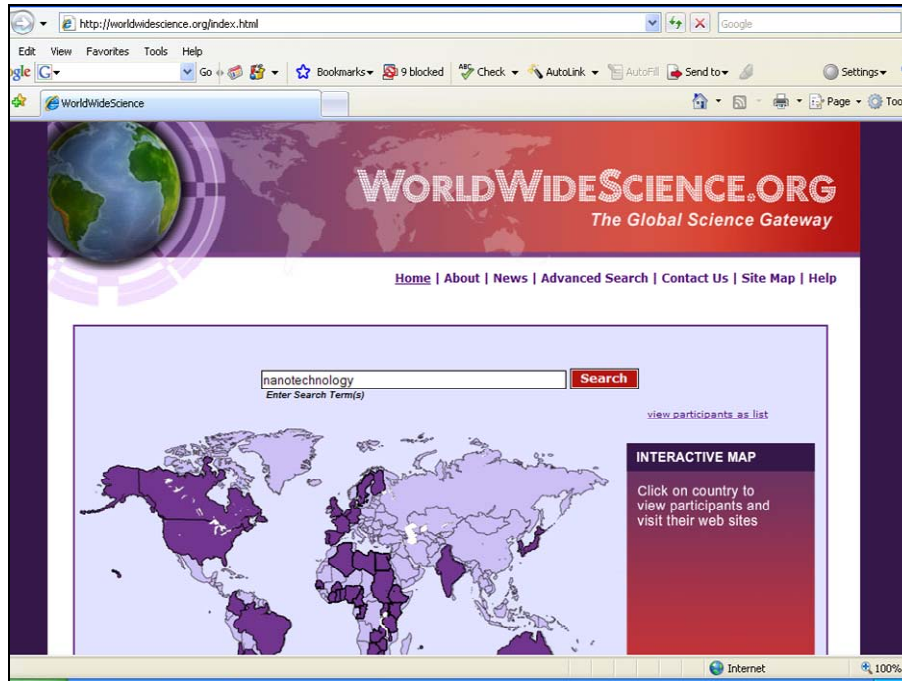 http://worldwidescience.org/index.html
Google
Edit View Favorites Tools Help
gle G Go Bookmarks 9 blocked ABC Check AutoLink AutoFill Send to Settings
WorldWideScience Page Too
WORLDWIDESCIENCE.ORG
The Global Science Gateway
Home | About | News | Advanced Search | Contact Us | Site Map | Help
nanotechnology Search
Enter Search Term(s)
view participants as list
INTERACTIVE MAP
Click on country to
view participants and
visit their web sites
Internet 100%